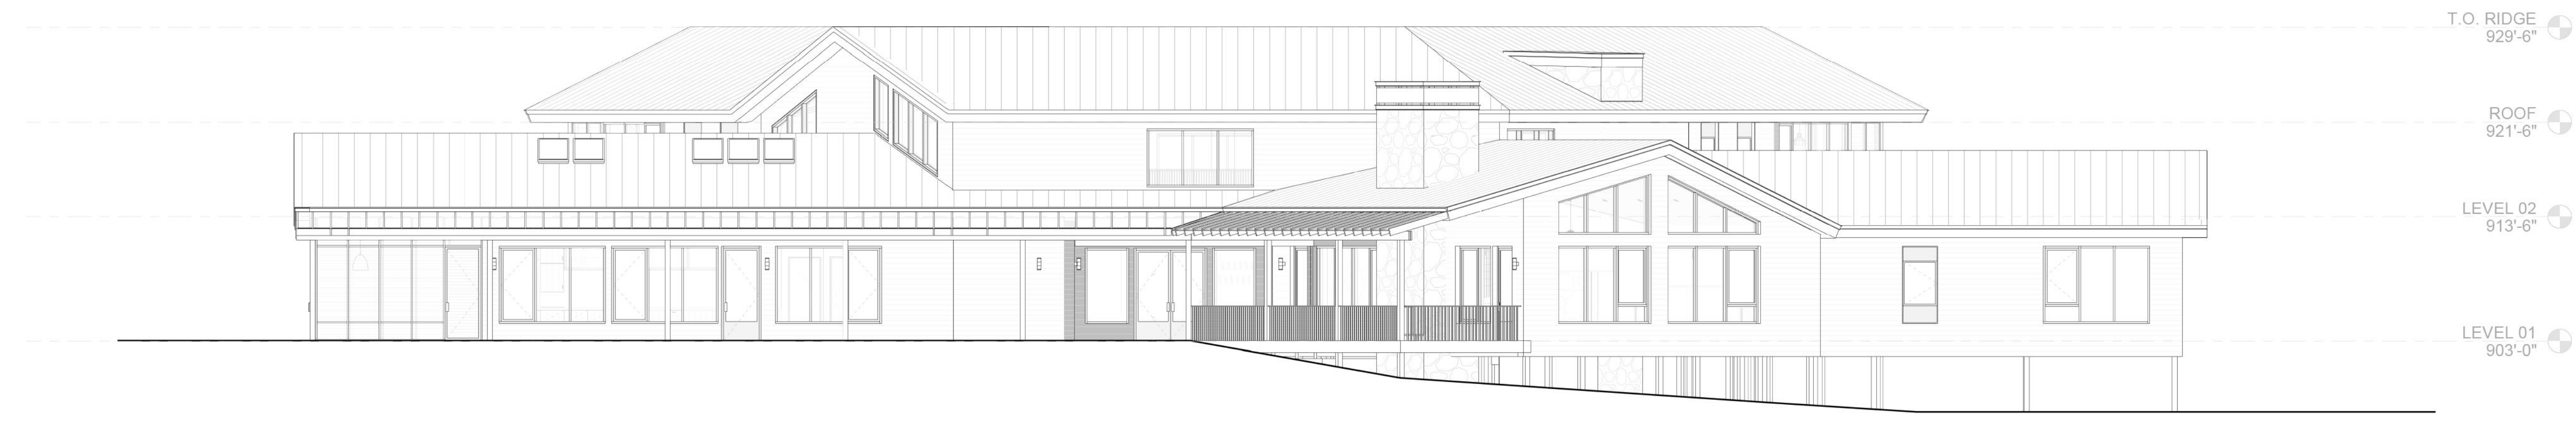 T.O. RIDGE
929'-6"
ROOF
921'-6"
LEVEL 02
913'-6"
LEVEL 01
903'-0"